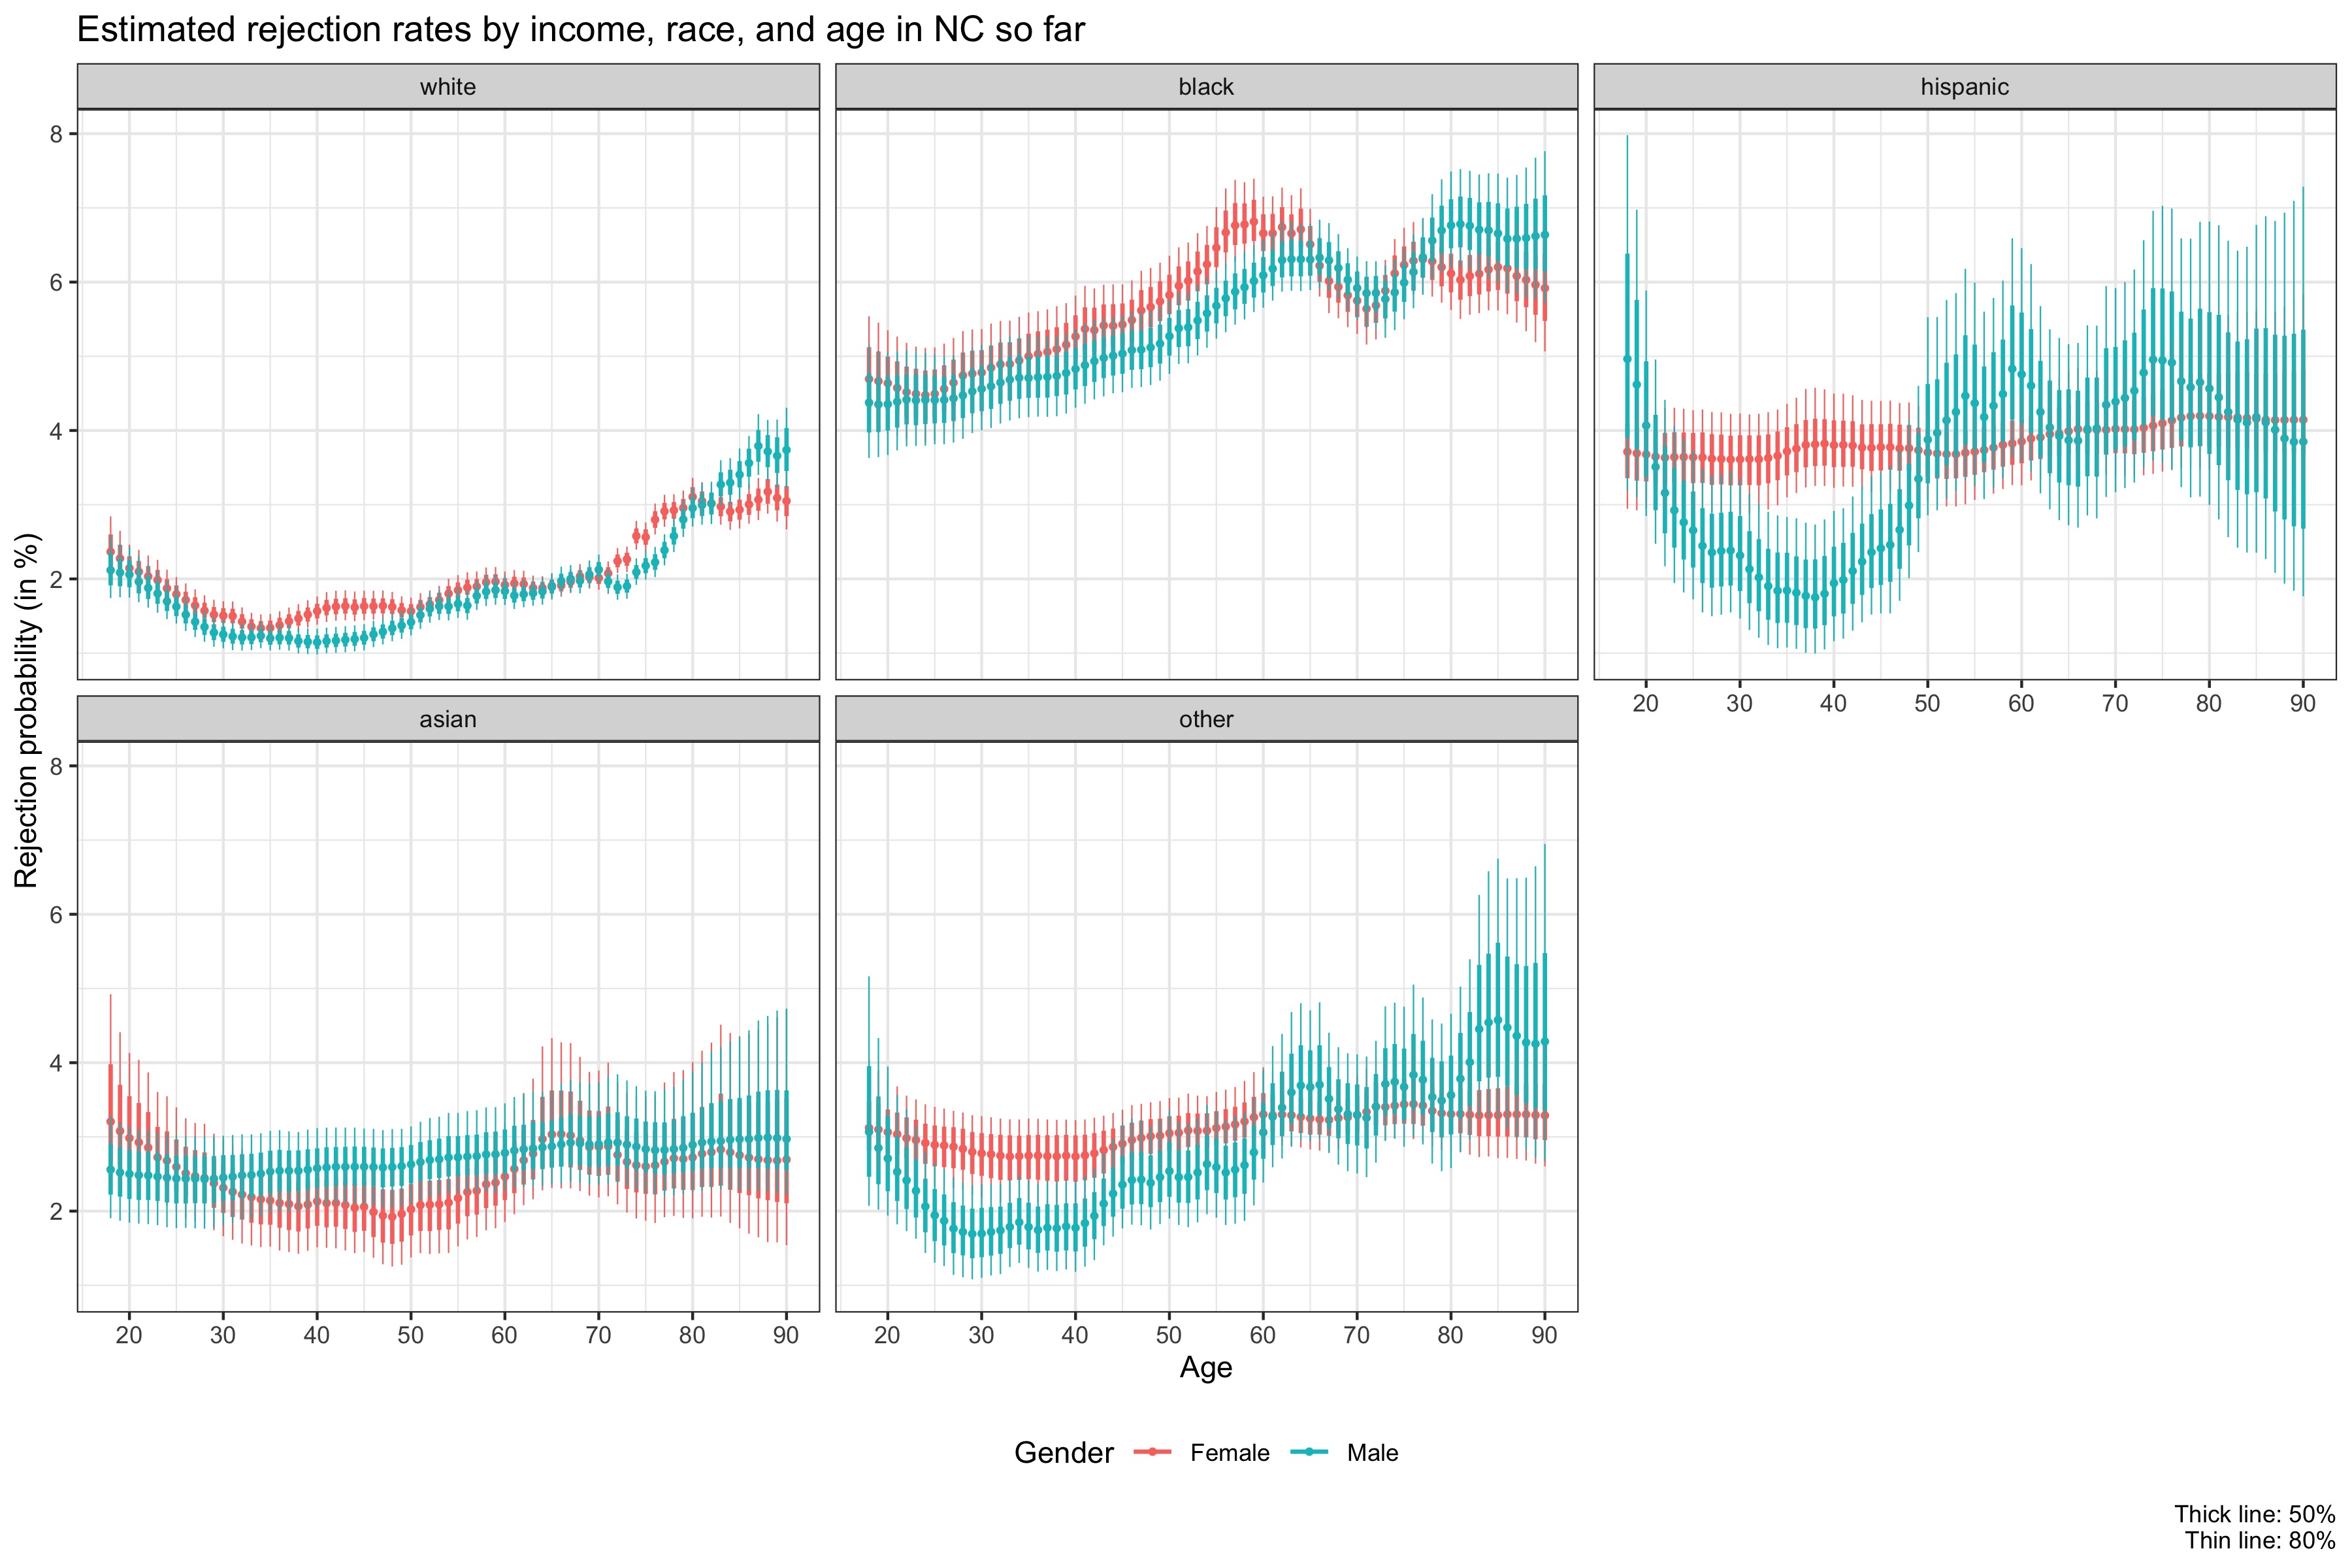 Estimated rejection rates by income, race, and age in NC so far
white
black
hispanic
8
6
4
2
20 30 40 50 60 70 80 90
asian
other
8
6
4
2
Rejection probability (in %)
20 30 40 50 60 70 80 90
20 30 40 50 60 70 80 90
Age
Gender Female Male
Thick line: 50%
Thin line: 80%